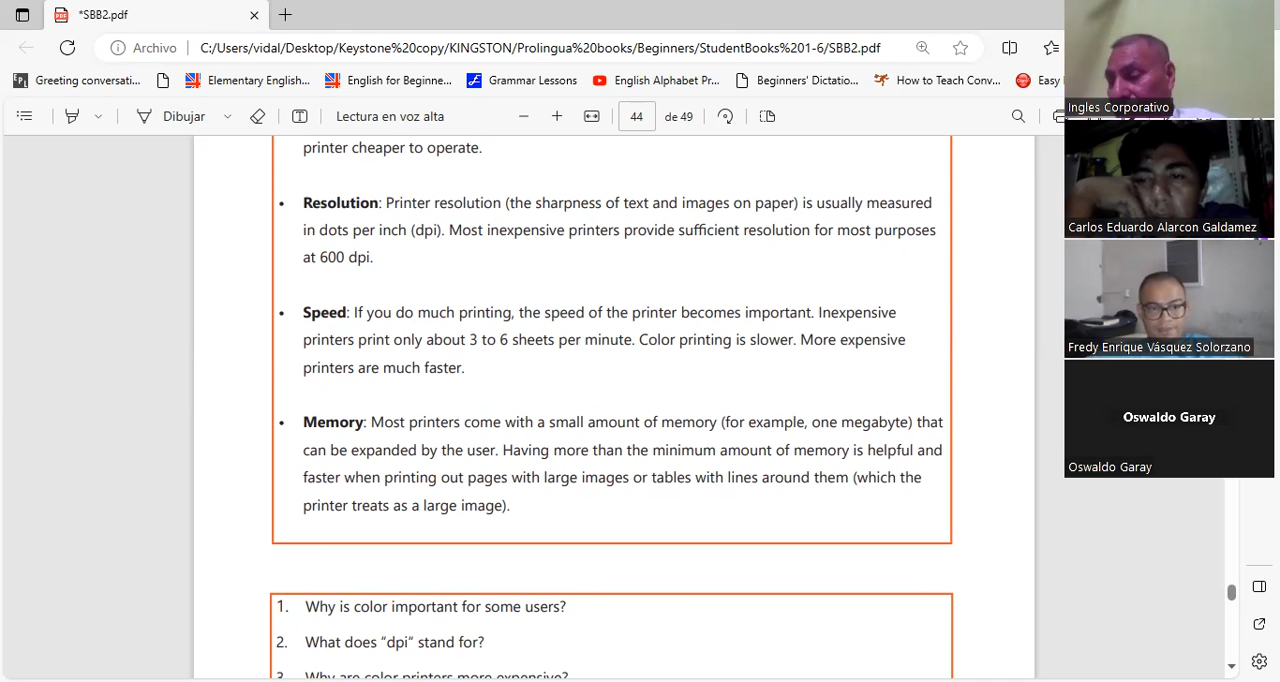 *SBB2.pdf
Archivo
C:/Users/vidal/Desktop/Keystone%20copy/KINGSTON/Prolingua%20books/Beginners/StudentBooks%201-6/SBB2.pdf
Greeting conversati...
Elementary English...
English for Beginne...
Grammar Lessons
English Alphabet Pr...
Beginners' Dictatio...
How to Teach Conv...
Easy
Dibujar
Lectura en voz alta
44
de 49
printer cheaper to operate.
• Resolution: Printer resolution (the sharpness of text and images on paper) is usually measured
in dots per inch (dpi). Most inexpensive printers provide sufficient resolution for most purposes
at 600 dpi.
• Speed: If you do much printing, the speed of the printer becomes important. Inexpensive
printers print only about 3 to 6 sheets per minute. Color printing is slower. More expensive
printers are much faster.
• Memory: Most printers come with a small amount of memory (for example, one megabyte) that
can be expanded by the user. Having more than the minimum amount of memory is helpful and
faster when printing out pages with large images or tables with lines around them (which the
printer treats as a large image).
1. Why is color important for some users?
2. What does “dpi” stand for?
3. Why are color printers more expensive?
Ingles Corporativo
Carlos Eduardo Alarcon Galdamez
Fredy Enrique Vásquez Solorzano
Oswaldo Garay
Oswaldo Garay